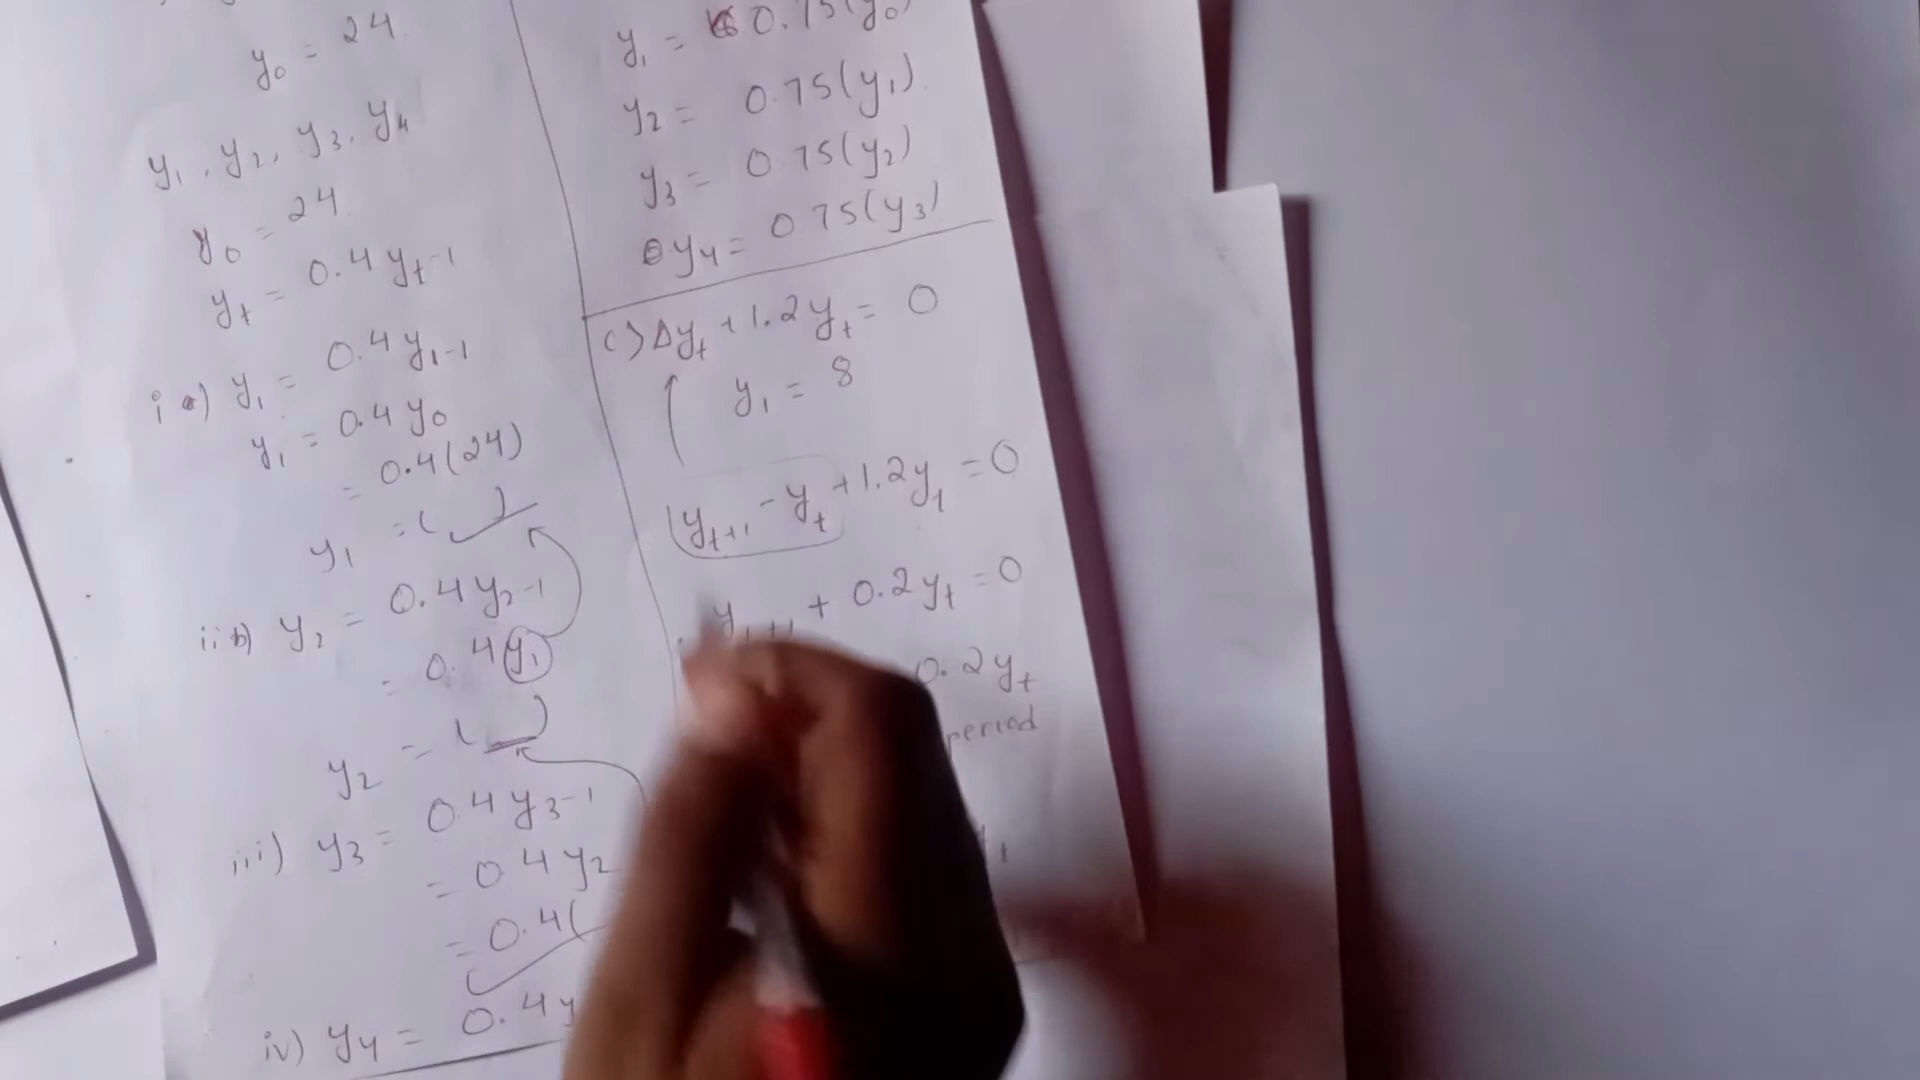 y₀ = 24
y₁, y₂, y₃, y₄
y₀ = 24
yₜ = 0.4 yₜ₋₁
i a) y₁ = 0.4 y₁₋₁
y₁ = 0.4 y₀
= 0.4(24)
y₁ = ( )
ii b) y₂ = 0.4 y₂₋₁
= 0.4 y₁
y₂ = ( )
iii) y₃ = 0.4 y₃₋₁
= 0.4 y₂
= 0.4(
iv) y₄ = 0.4 y
y₁ = 0.75(y₀)
y₂ = 0.75(y₁)
y₃ = 0.75(y₂)
y₄ = 0.75(y₃)
c) Δyₜ + 1.2yₜ = 0
y₁ = 8
yₜ₊₁ - yₜ + 1.2yₜ = 0
yₜ₊₁ + 0.2yₜ = 0
0.2yₜ
period